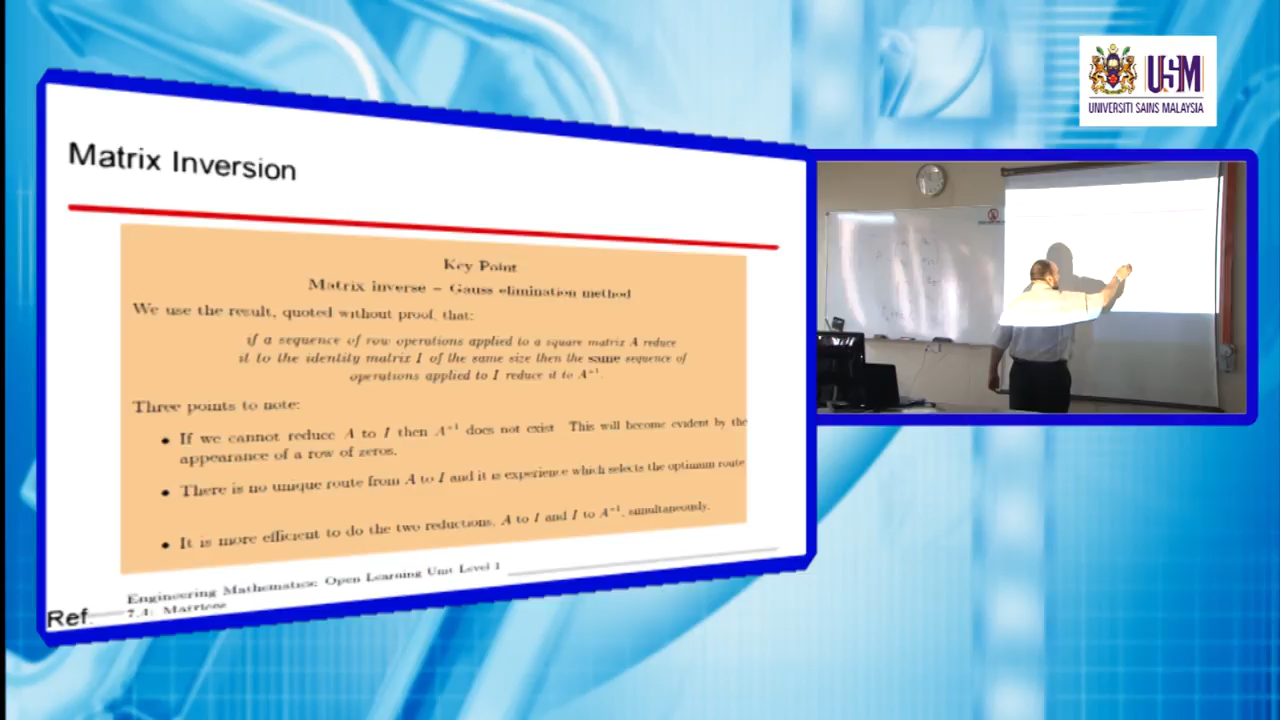 Matrix Inversion
Key Point
Matrix inverse – Gauss elimination method
We use the result, quoted without proof, that:
if a sequence of row operations applied to a square matrix A reduce
it to the identity matrix I of the same size then the same sequence of
operations applied to I reduce it to A⁻¹.
Three points to note:
• If we cannot reduce A to I then A⁻¹ does not exist. This will become evident by the
appearance of a row of zeros.
• There is no unique route from A to I and it is experience which selects the optimum route
• It is more efficient to do the two reductions, A to I and I to A⁻¹, simultaneously.
Engineering Mathematics: Open Learning Unit Level 1
Ref. 7.4: Matrices
USM
UNIVERSITI SAINS MALAYSIA